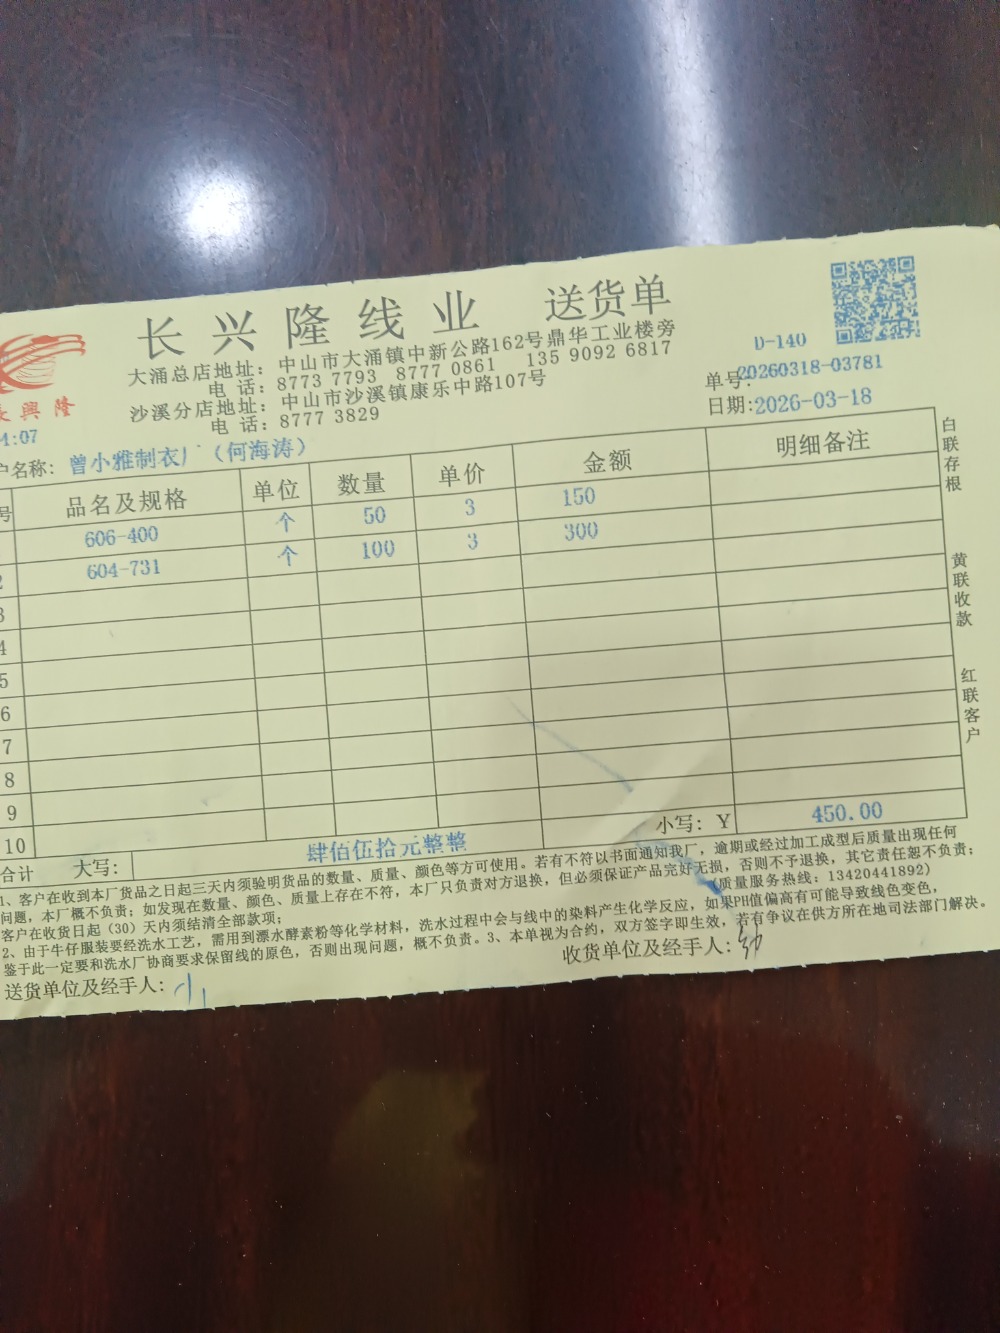 长兴隆线业 送货单
大涌总店地址：中山市大涌镇中新公路162号鼎华工业楼旁
电 话：8773 7793 8777 0861 135 9092 6817
沙溪分店地址：中山市沙溪镇康乐中路107号
电 话：8777 3829
D-140
单号:20260318-03781
日期:2026-03-18
長興隆
4:07
户名称: 曾小雅制衣厂（何海涛）
号 品名及规格 单位 数量 单价 金额 明细备注
606-400 个 50 3 150
2 604-731 个 100 3 300
3
4
5
6
7
8
9
10
合计 大写: 肆佰伍拾元整整 小写: Y 450.00
1、客户在收到本厂货品之日起三天内须验明货品的数量、质量、颜色等方可使用。若有不符以书面通知我厂，逾期或经过加工成型后质量出现任何
问题，本厂概不负责；如发现在数量、颜色、质量上存在不符，本厂只负责对方退换，但必须保证产品完好无损，否则不予退换，其它责任恕不负责；
客户在收货日起（30）天内须结清全部款项； （质量服务热线：13420441892）
2、由于牛仔服装要经洗水工艺，需用到漂水酵素粉等化学材料，洗水过程中会与线中的染料产生化学反应，如果PH值偏高有可能导致线色变色，
鉴于此一定要和洗水厂协商要求保留线的原色，否则出现问题，概不负责。3、本单视为合约，双方签字即生效，若有争议在供方所在地司法部门解决。
送货单位及经手人: 收货单位及经手人:
白联存根
黄联收款
红联客户